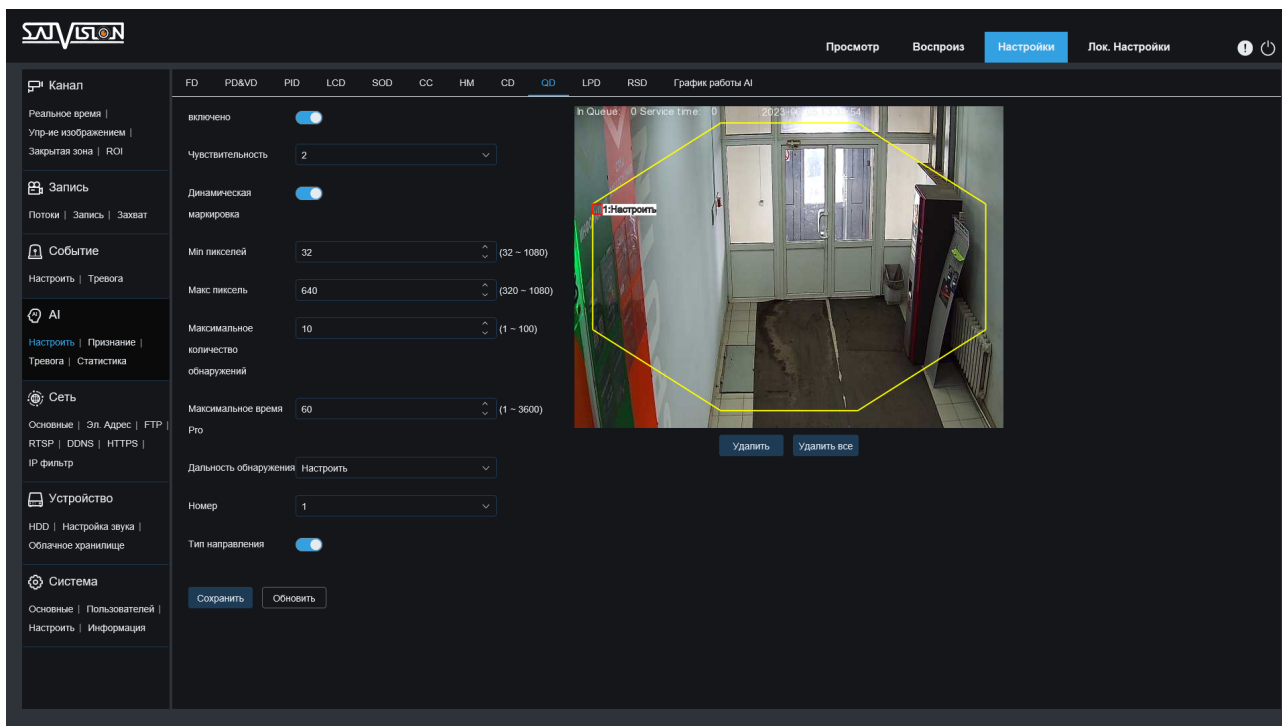 SATVISION
Просмотр Воспроиз Настройки Лок. Настройки
Канал
Реальное время |
Упр-ие изображением |
Закрытая зона | ROI
Запись
Потоки | Запись | Захват
Событие
Настроить | Тревога
AI
Настроить | Признание |
Тревога | Статистика
Сеть
Основные | Эл. Адрес | FTP |
RTSP | DDNS | HTTPS |
IP фильтр
Устройство
HDD | Настройка звука |
Облачное хранилище
Система
Основные | Пользователей |
Настроить | Информация
FD PD&VD PID LCD SOD CC HM CD QD LPD RSD График работы AI
включено
Чувствительность 2
Динамическая
маркировка
Min пикселей 32 (32 ~ 1080)
Макс пиксель 640 (320 ~ 1080)
Максимальное 10 (1 ~ 100)
количество
обнаружений
Максимальное время 60 (1 ~ 3600)
Pro
Дальность обнаружения Настроить
Номер 1
Тип направления
Сохранить Обновить
In Queue: 0 Service time: 0
1:Настроить
Удалить Удалить все